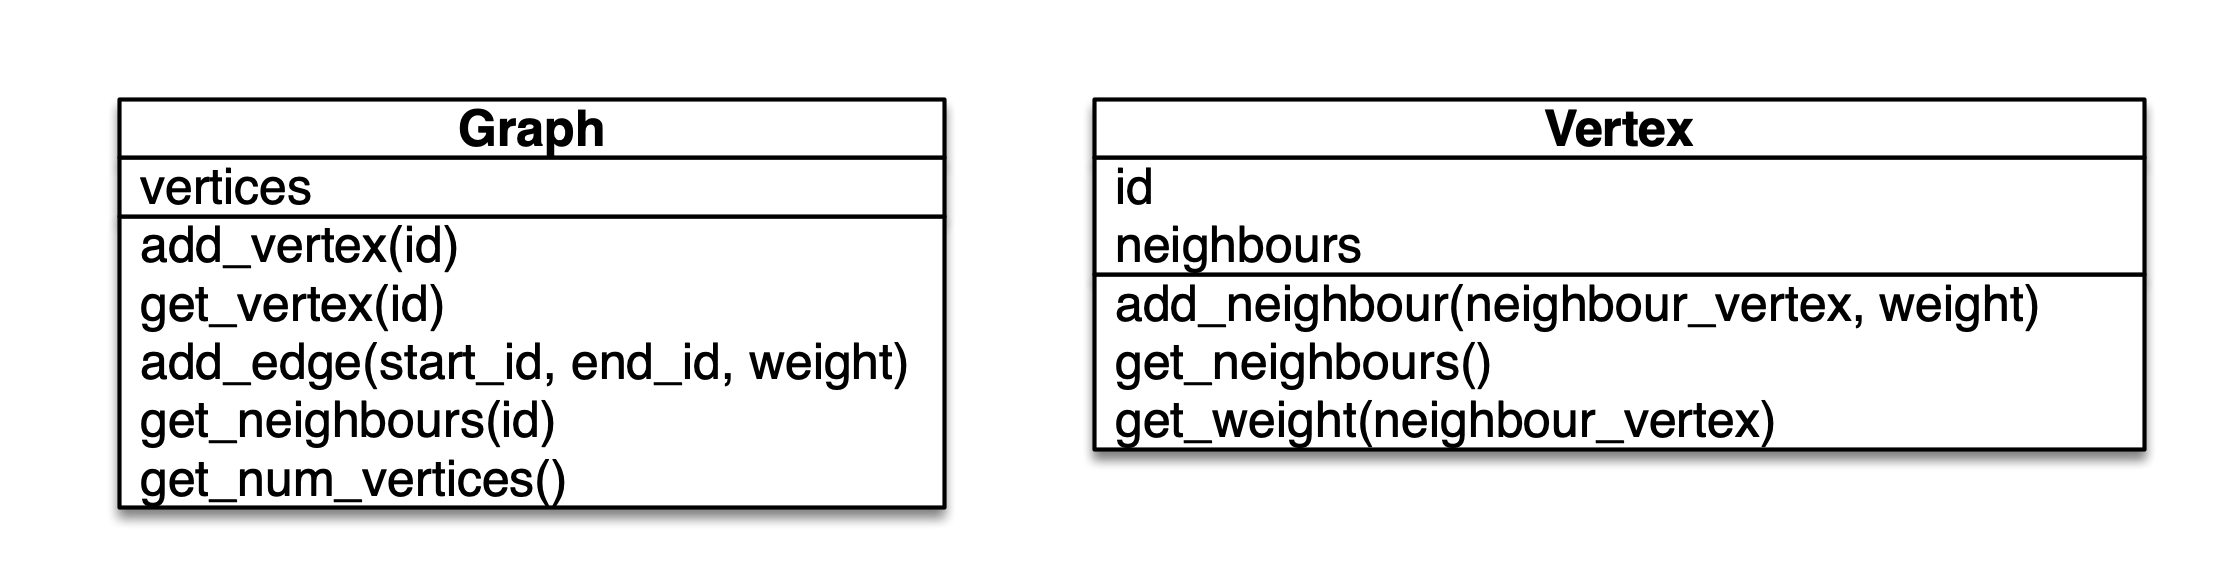 Graph
vertices
add_vertex(id)
get_vertex(id)
add_edge(start_id, end_id, weight)
get_neighbours(id)
get_num_vertices()
Vertex
id
neighbours
add_neighbour(neighbour_vertex, weight)
get_neighbours()
get_weight(neighbour_vertex)